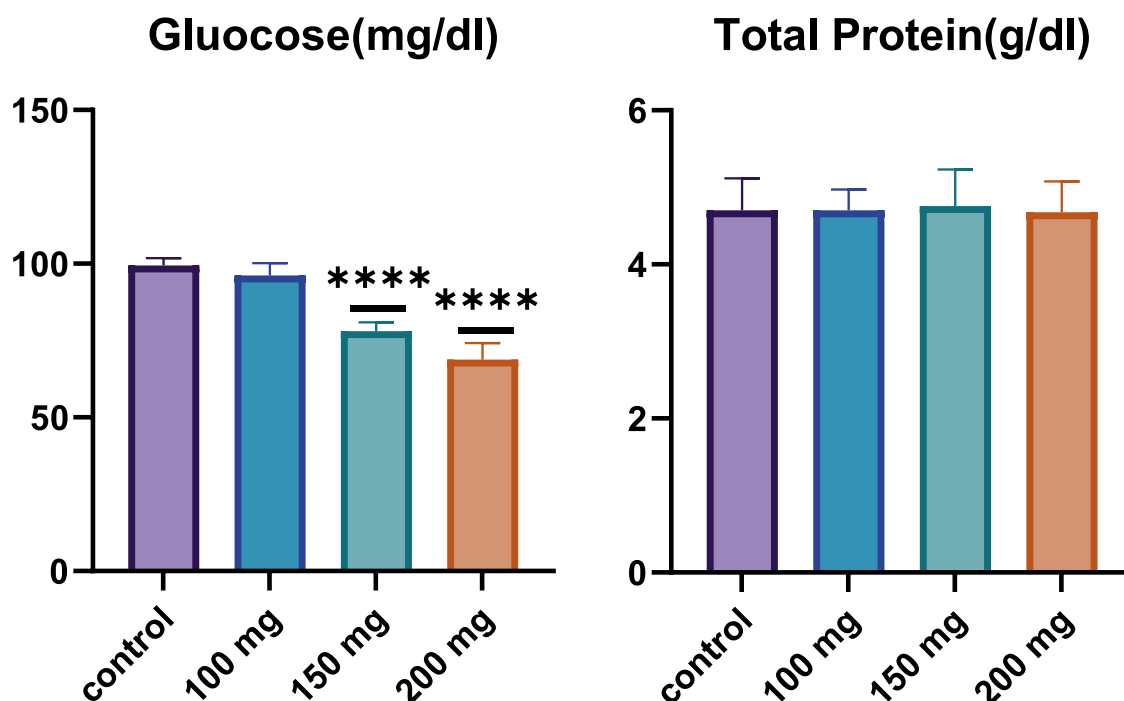 Gluocose(mg/dl)
150
100
50
0
****
****
control
100 mg
150 mg
200 mg
Total Protein(g/dl)
6
4
2
0
control
100 mg
150 mg
200 mg